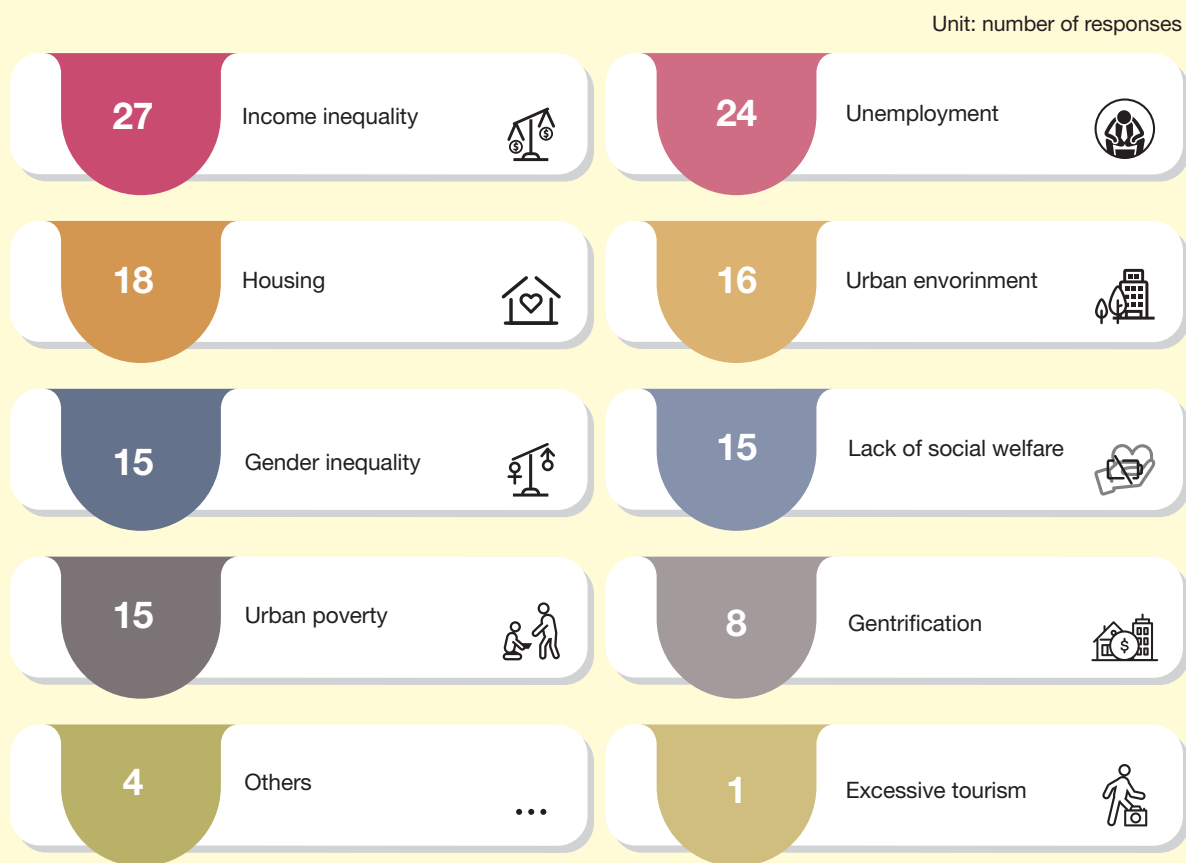 Unit: number of responses
27 Income inequality
24 Unemployment
18 Housing
16 Urban envorinment
15 Gender inequality
15 Lack of social welfare
15 Urban poverty
8 Gentrification
4 Others ...
1 Excessive tourism